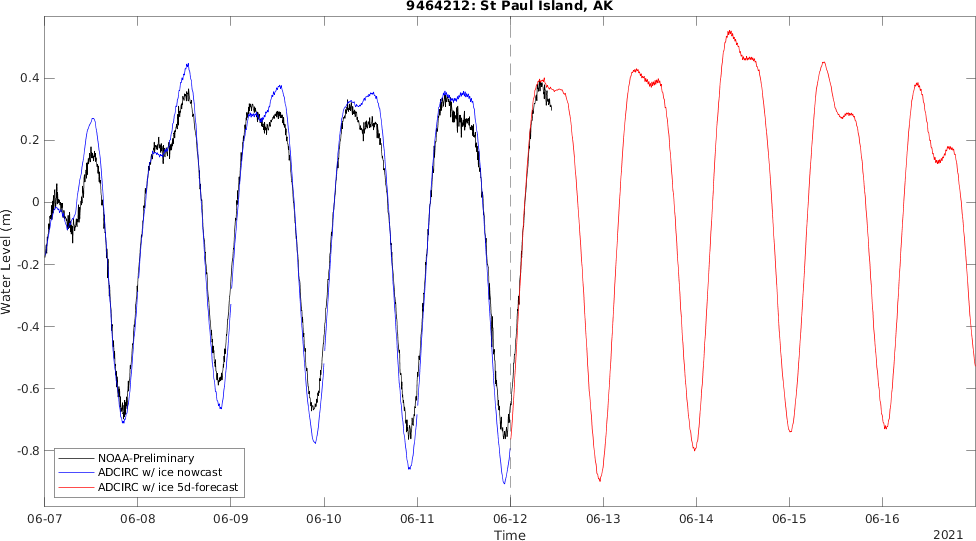 9464212: St Paul Island, AK
Water Level (m)
0.4
0.2
0
-0.2
-0.4
-0.6
-0.8
NOAA-Preliminary
ADCIRC w/ ice nowcast
ADCIRC w/ ice 5d-forecast
06-07 06-08 06-09 06-10 06-11 06-12 06-13 06-14 06-15 06-16
Time
2021